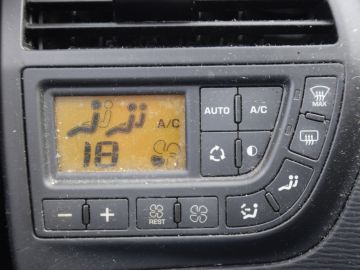 AUTO A/C MAX
A/C
18
- + REST